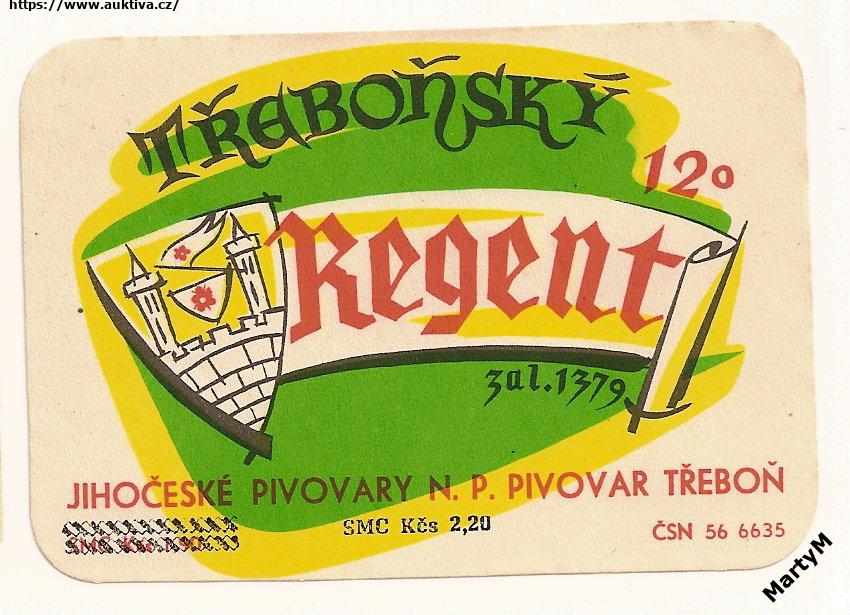 https://www.auktiva.cz/
TŘEBOŇSKÝ
12°
Regent
zal. 1379
JIHOČESKÉ PIVOVARY N. P. PIVOVAR TŘEBOŇ
SMC Kčs 2,20
ČSN 56 6635
MartyM